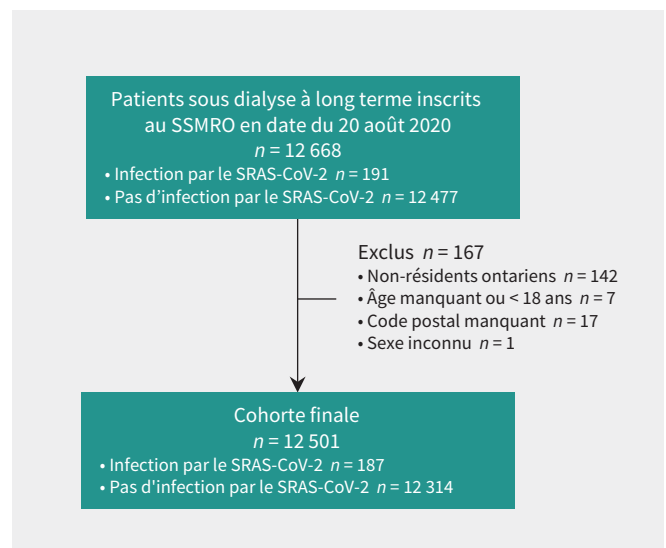 Patients sous dialyse à long terme inscrits
au SSMRO en date du 20 août 2020
n = 12 668
• Infection par le SRAS-CoV-2 n = 191
• Pas d’infection par le SRAS-CoV-2 n = 12 477
Exclus n = 167
• Non-résidents ontariens n = 142
• Âge manquant ou < 18 ans n = 7
• Code postal manquant n = 17
• Sexe inconnu n = 1
Cohorte finale
n = 12 501
• Infection par le SRAS-CoV-2 n = 187
• Pas d'infection par le SRAS-CoV-2 n = 12 314